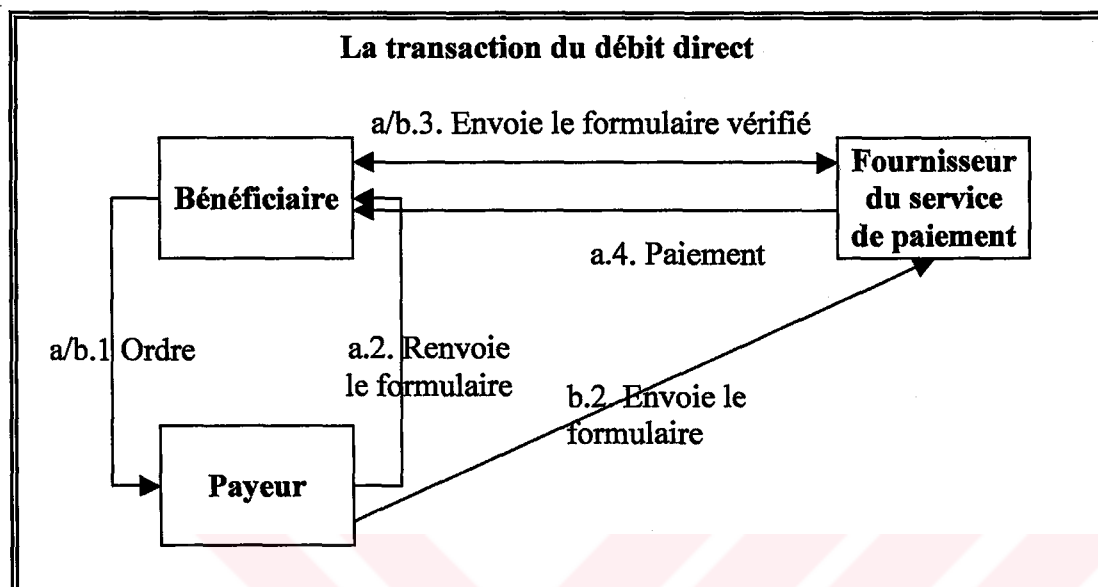 La transaction du débit direct
a/b.3. Envoie le formulaire vérifié
Bénéficiaire
Fournisseur
du service
de paiement
a.4. Paiement
a/b.1 Ordre
a.2. Renvoie
le formulaire
b.2. Envoie le
formulaire
Payeur